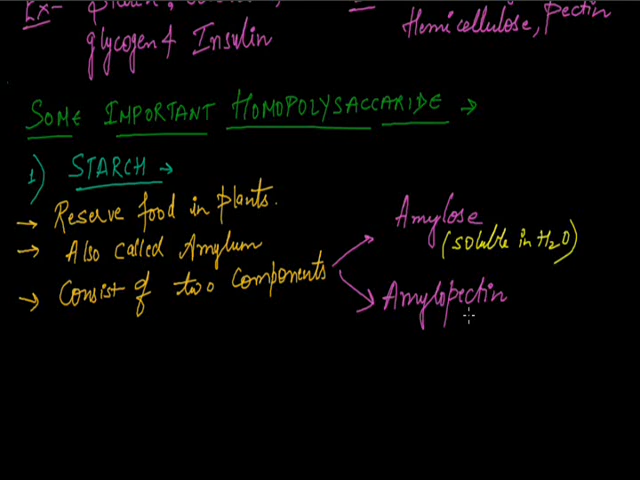 Ex-
glycogen & Insulin
Hemicellulose, pectin
SOME IMPORTANT HOMOPOLYSACCARIDE →
1) STARCH →
→ Reserve food in plants.
→ Also called Amylum
→ Consist of two Components
Amylose
(soluble in H2O)
Amylopectin